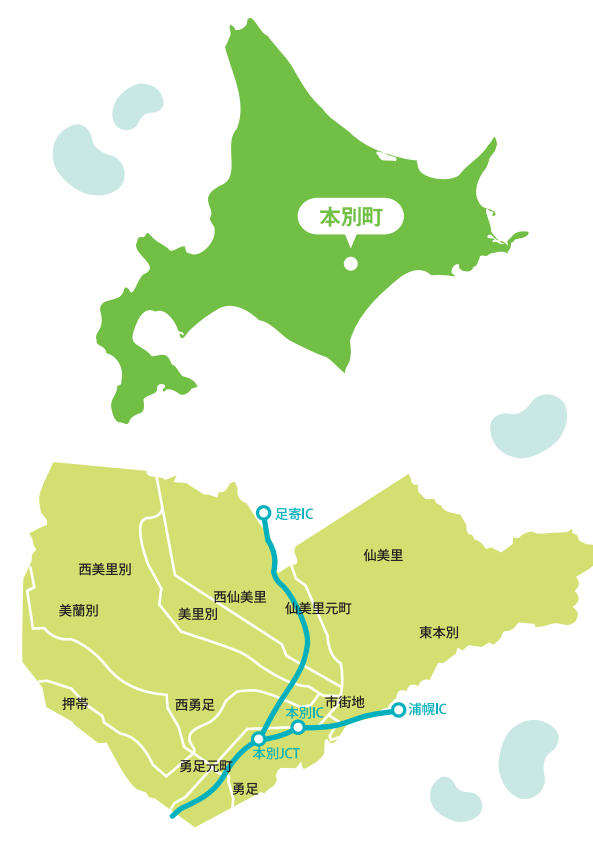 本別町
足寄IC
仙美里
西美里別
西仙美里
美蘭別
美里別
仙美里元町
東本別
押帯
西勇足
市街地
本別IC
浦幌IC
本別JCT
勇足元町
勇足